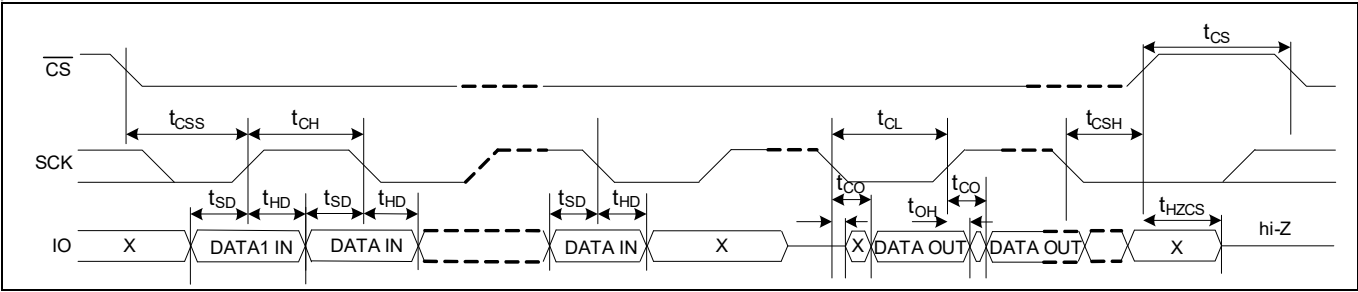 tCS
CS
tCSS tCH tCL tCSH
SCK
tSD tHD tSD tHD tSD tHD tCO tOH tCO tHZCS
IO X DATA1 IN DATA IN DATA IN X X DATA OUT DATA OUT X hi-Z